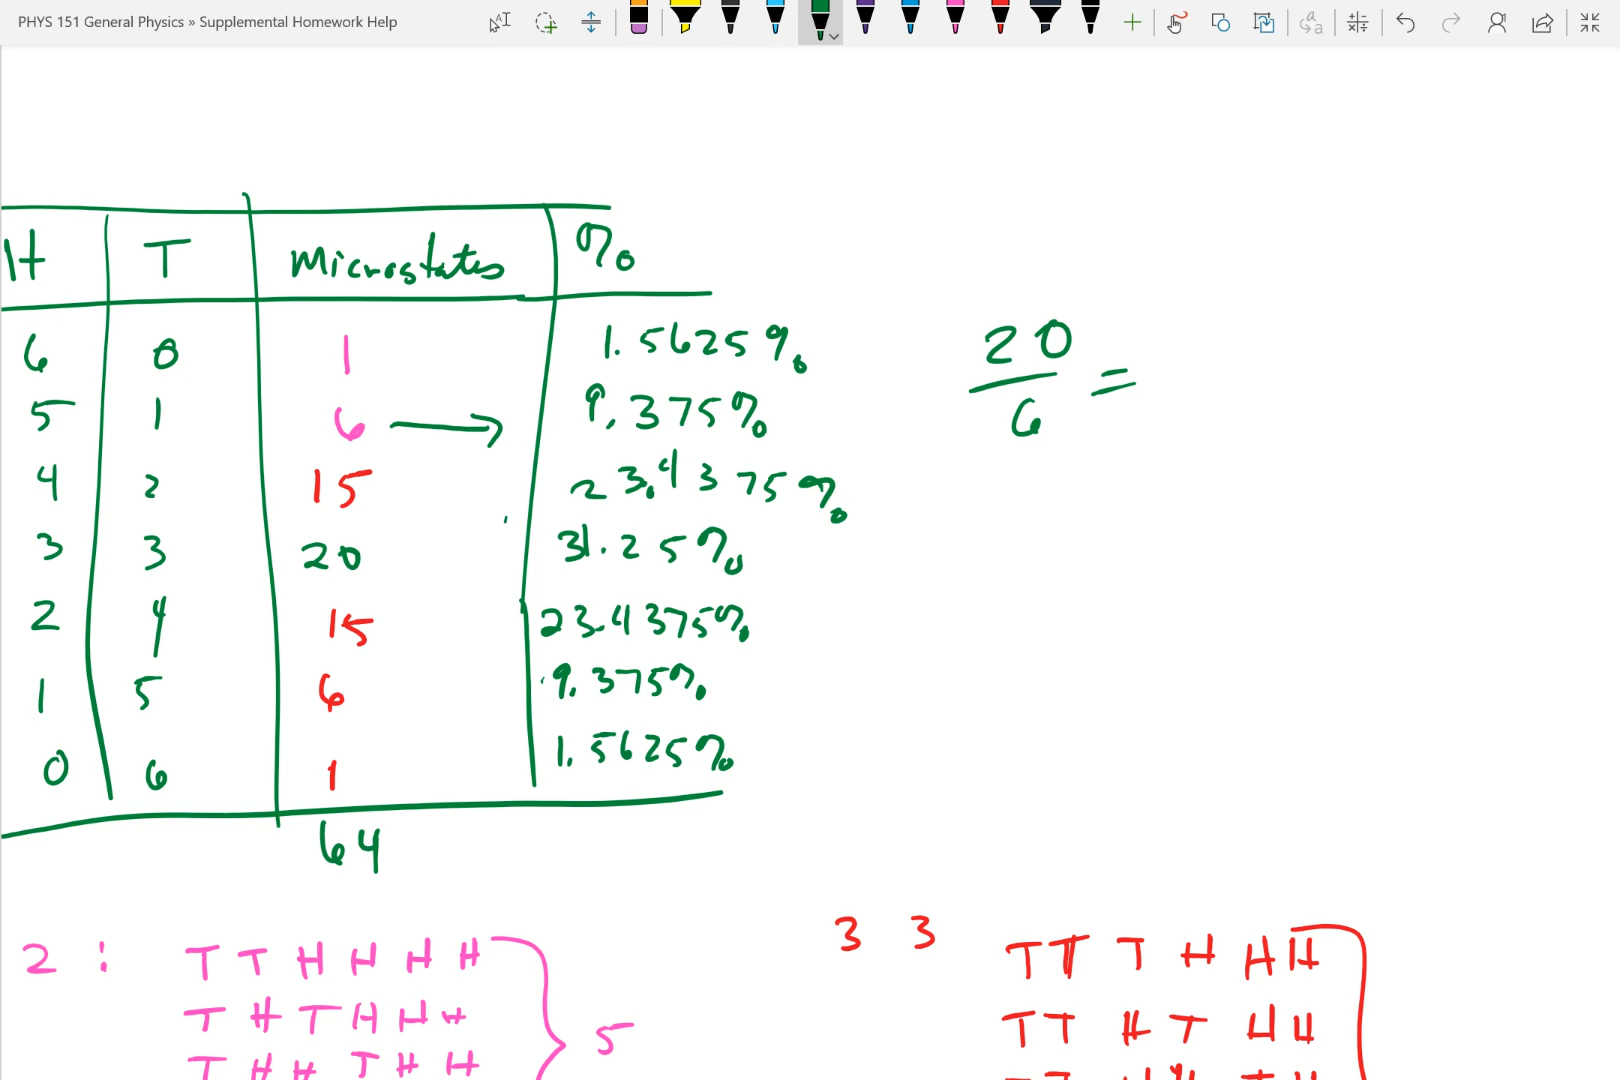 PHYS 151 General Physics » Supplemental Homework Help
H T Microstates %
6 0 1 1.5625%
5 1 6 → 9.375%
4 2 15 23.4375%
3 3 20 31.25%
2 4 15 23.4375%
1 5 6 9.375%
0 6 1 1.5625%
64
20
6 =
2 : T T H H H H
T H T H H H
T H H T H H
5
3 3 T T T H H H
T T H T H H